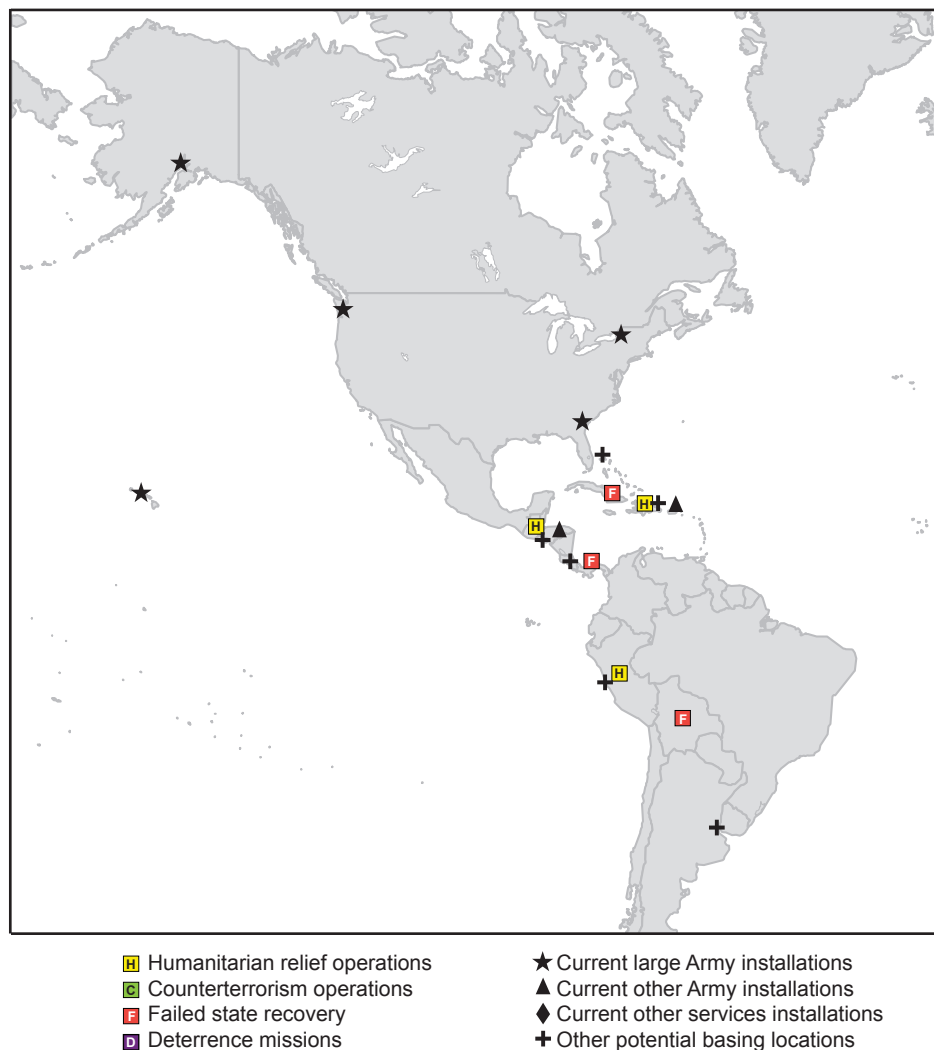 F
H
H
F
H
F
H Humanitarian relief operations
C Counterterrorism operations
F Failed state recovery
D Deterrence missions
Current large Army installations
Current other Army installations
Current other services installations
Other potential basing locations